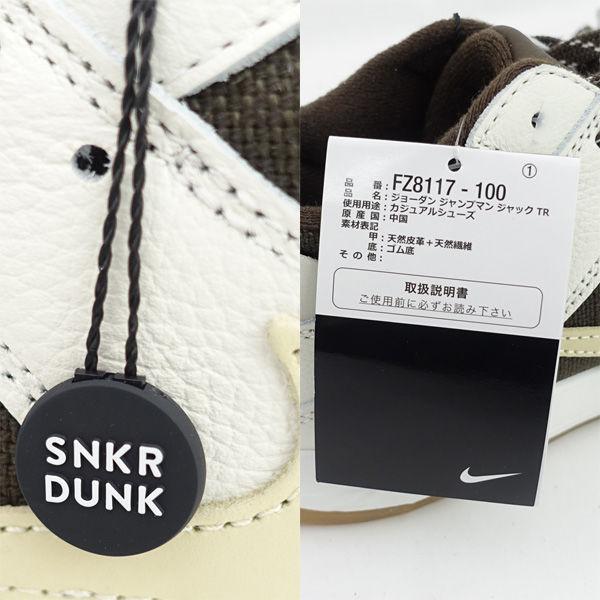 SNKR
DUNK
①
品 番：FZ8117 - 100
品 名：ジョーダン ジャンプマン ジャック TR
使用用途：カジュアルシューズ
原 産 国：中国
素材表記
甲：天然皮革＋天然繊維
底：ゴム底
そ の 他：
取扱説明書
ご使用前に必ずお読み下さい